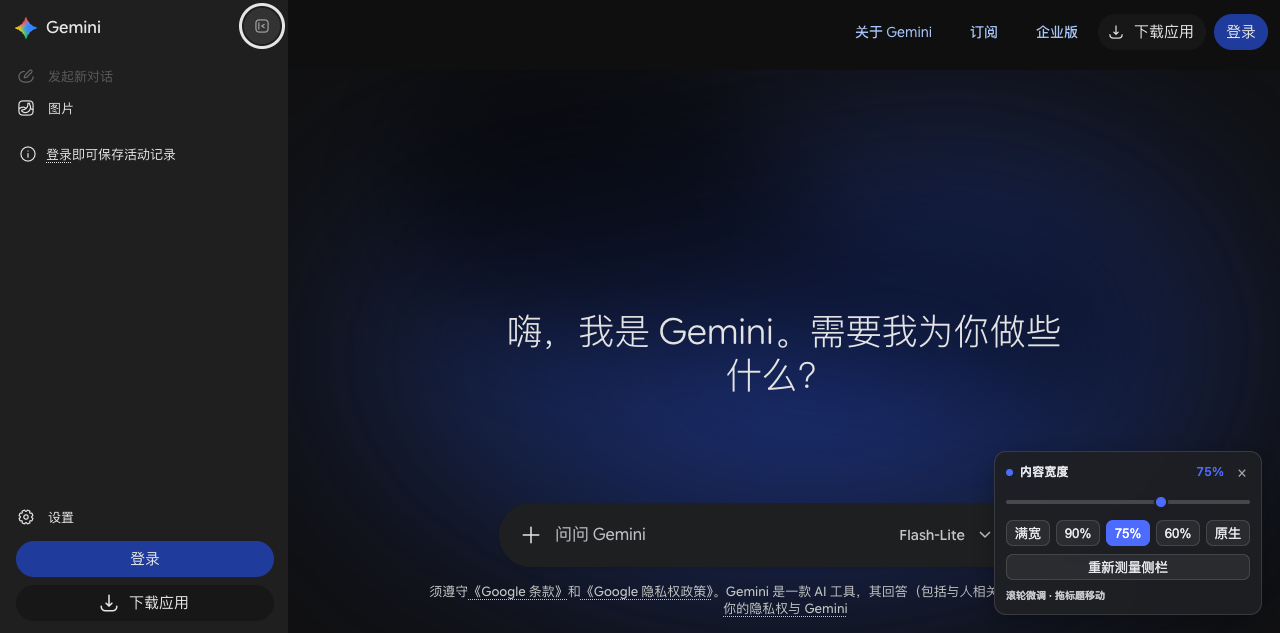 Gemini
发起新对话
图片
登录即可保存活动记录
设置
登录
下载应用
关于 Gemini
订阅
企业版
下载应用
登录
嗨，我是 Gemini。需要我为你做些
什么？
问问 Gemini
Flash-Lite
须遵守《Google 条款》和《Google 隐私权政策》。Gemini 是一款 AI 工具，其回答（包括与人相关
你的隐私权与 Gemini
内容宽度
75%
满宽
90%
75%
60%
原生
重新测量侧栏
滚轮微调 · 拖标题移动